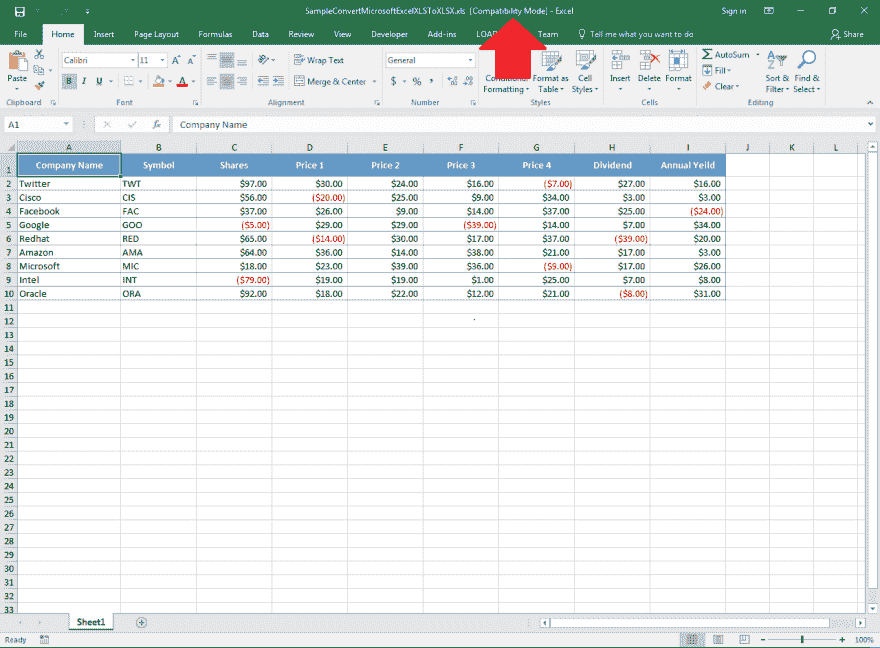 SampleConvertMicrosoftExcelXLSToXLSX.xls [Compatibility Mode] - Excel
Sign in
File Home Insert Page Layout Formulas Data Review View Developer Add-ins Team Tell me what you want to do Share
Paste
Calibri 11
B I U
Wrap Text
Merge & Center
General
$ % ,
Conditional Formatting
Format as Table
Cell Styles
Insert Delete Format
AutoSum
Fill
Clear
Sort & Filter
Find & Select
Clipboard Font Alignment Number Styles Cells Editing
A1 fx Company Name
A B C D E F G H I J K L
1 Company Name Symbol Shares Price 1 Price 2 Price 3 Price 4 Dividend Annual Yeild
2 Twitter TWT $97.00 $30.00 $24.00 $16.00 ($7.00) $27.00 $16.00
3 Cisco CIS $56.00 ($20.00) $25.00 $9.00 $34.00 $3.00 $3.00
4 Facebook FAC $37.00 $26.00 $9.00 $14.00 $37.00 $25.00 ($24.00)
5 Google GOO ($5.00) $29.00 $29.00 ($39.00) $14.00 $7.00 $34.00
6 Redhat RED $65.00 ($14.00) $30.00 $17.00 $37.00 ($39.00) $20.00
7 Amazon AMA $64.00 $36.00 $14.00 $38.00 $21.00 $17.00 $3.00
8 Microsoft MIC $18.00 $23.00 $39.00 $36.00 ($9.00) $17.00 $26.00
9 Intel INT ($79.00) $19.00 $19.00 $1.00 $25.00 $7.00 $8.00
10 Oracle ORA $92.00 $18.00 $22.00 $12.00 $21.00 ($8.00) $31.00
11
12
13
14
15
16
17
18
19
20
21
22
23
24
25
26
27
28
29
30
31
32
33
Sheet1
Ready 100%